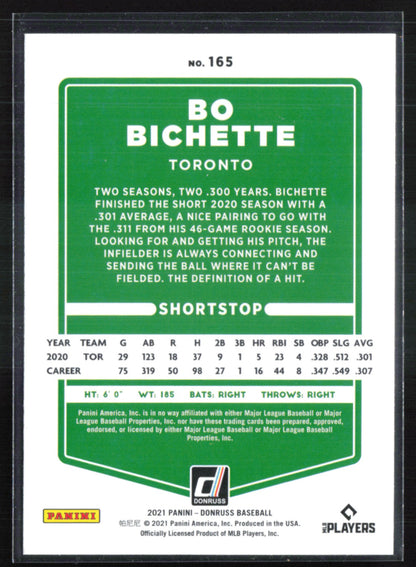 NO. 165
BO
BICHETTE
TORONTO
TWO SEASONS, TWO .300 YEARS. BICHETTE
FINISHED THE SHORT 2020 SEASON WITH A
.301 AVERAGE, A NICE PAIRING TO GO WITH
THE .311 FROM HIS 46-GAME ROOKIE SEASON.
LOOKING FOR AND GETTING HIS PITCH, THE
INFIELDER IS ALWAYS CONNECTING AND
SENDING THE BALL WHERE IT CAN'T BE
FIELDED. THE DEFINITION OF A HIT.
SHORTSTOP
YEAR TEAM G AB R H 2B 3B HR RBI SB OBP SLG AVG
2020 TOR 29 123 18 37 9 1 5 23 4 .328 .512 .301
CAREER 75 319 50 98 27 1 16 44 8 .347 .549 .307
HT: 6' 0" WT: 185 BATS: RIGHT THROWS: RIGHT
Panini America, Inc. is in no way affiliated with either Major League Baseball or Major
League Baseball Properties, Inc., nor have these trading cards been prepared, approved,
endorsed, or licensed by either Major League Baseball or Major League Baseball Properties,
Inc.
DONRUSS
PANINI
2021 PANINI – DONRUSS BASEBALL
帕尼尼 © 2021 Panini America, Inc. Produced in the USA.
Officially Licensed Product of MLB Players, Inc.
MLB PLAYERS